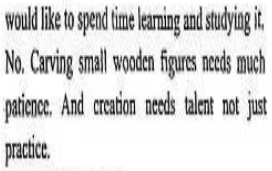 would like to spend time learning and studying it.
No. Carving small wooden figures needs much
patience. And creation needs talent not just
practice.